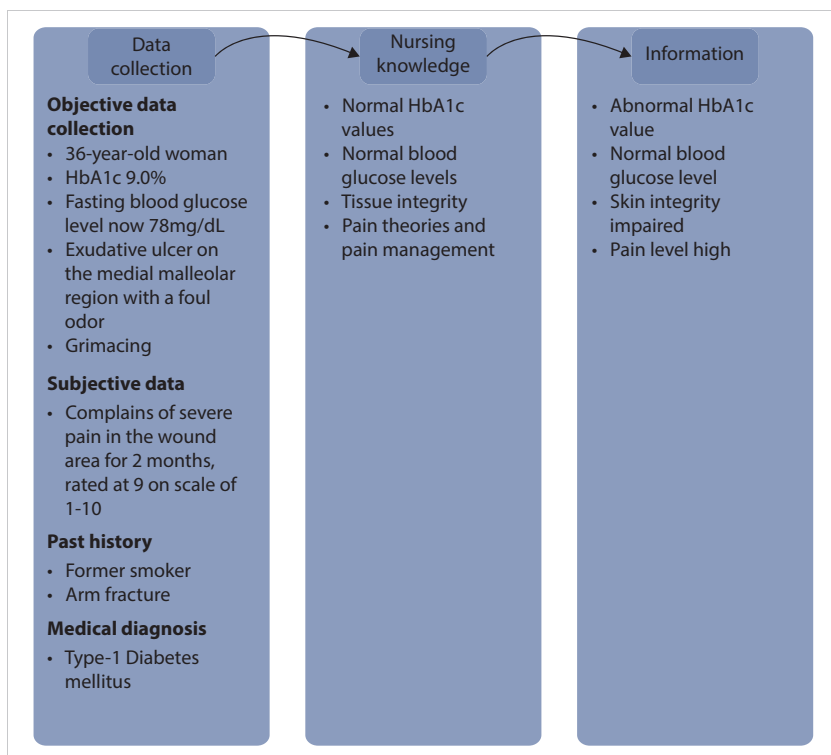 Data
collection
Objective data
collection
• 36-year-old woman
• HbA1c 9.0%
• Fasting blood glucose
level now 78mg/dL
• Exudative ulcer on
the medial malleolar
region with a foul
odor
• Grimacing
Subjective data
• Complains of severe
pain in the wound
area for 2 months,
rated at 9 on scale of
1-10
Past history
• Former smoker
• Arm fracture
Medical diagnosis
• Type-1 Diabetes
mellitus
Nursing
knowledge
• Normal HbA1c
values
• Normal blood
glucose levels
• Tissue integrity
• Pain theories and
pain management
Information
• Abnormal HbA1c
value
• Normal blood
glucose level
• Skin integrity
impaired
• Pain level high